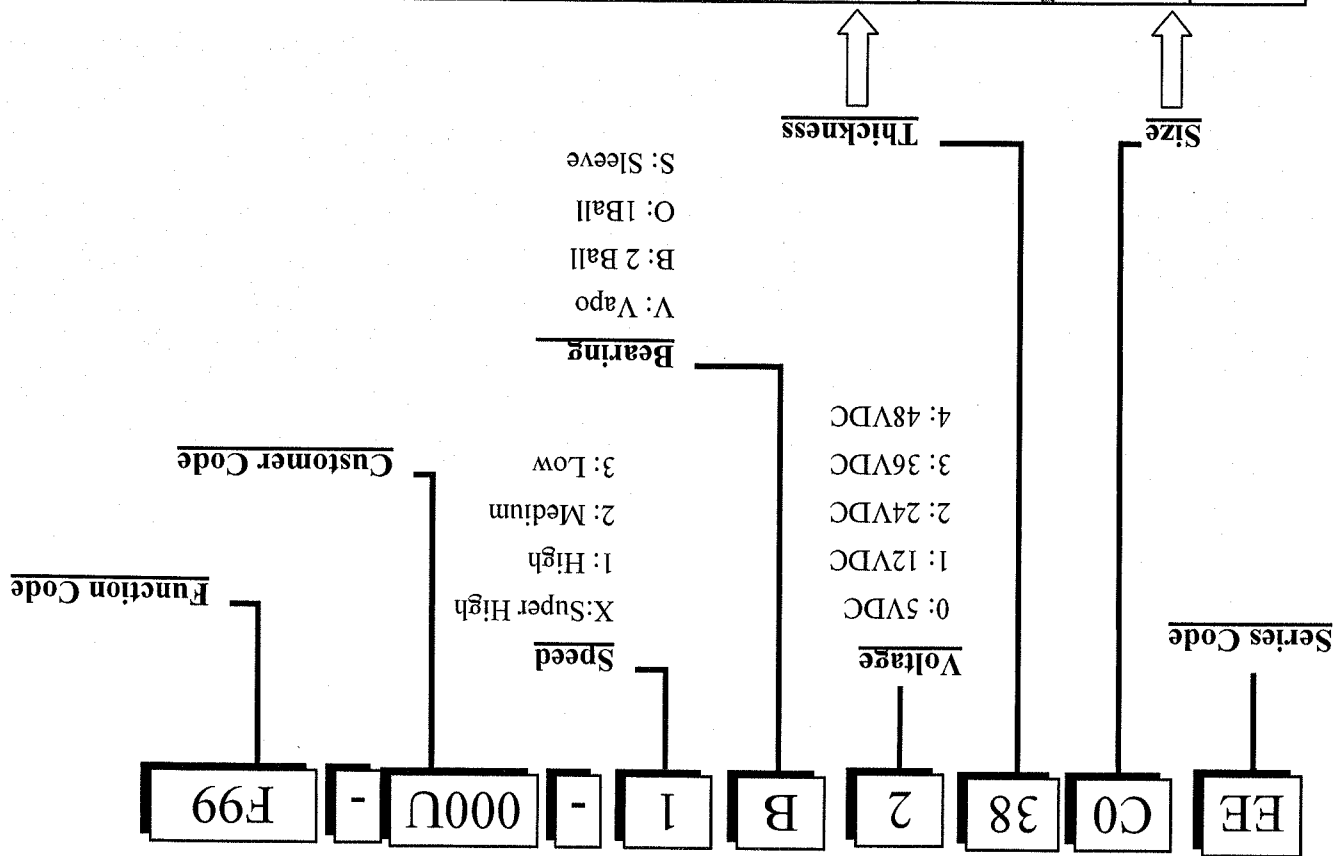 EE C0 38 2 B 1 - 000U - F99
Series Code
Voltage
0: 5VDC
1: 12VDC
2: 24VDC
3: 36VDC
4: 48VDC
Speed
X:Super High
1: High
2: Medium
3: Low
Function Code
Customer Code
Bearing
V: Vapo
B: 2 Ball
O: 1Ball
S: Sleeve
Size
Thickness